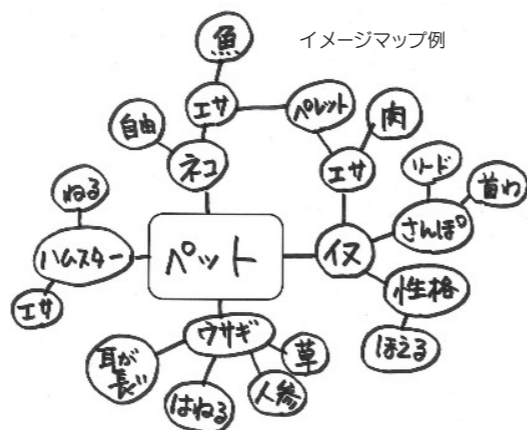 イメージマップ例
魚
エサ
ペレット
肉
自由
ネコ
エサ
リード
首わ
ねる
さんぽ
ハムスター
ペット
イヌ
エサ
性格
ウサギ
ほえる
耳が
長い
はねる
人参
草